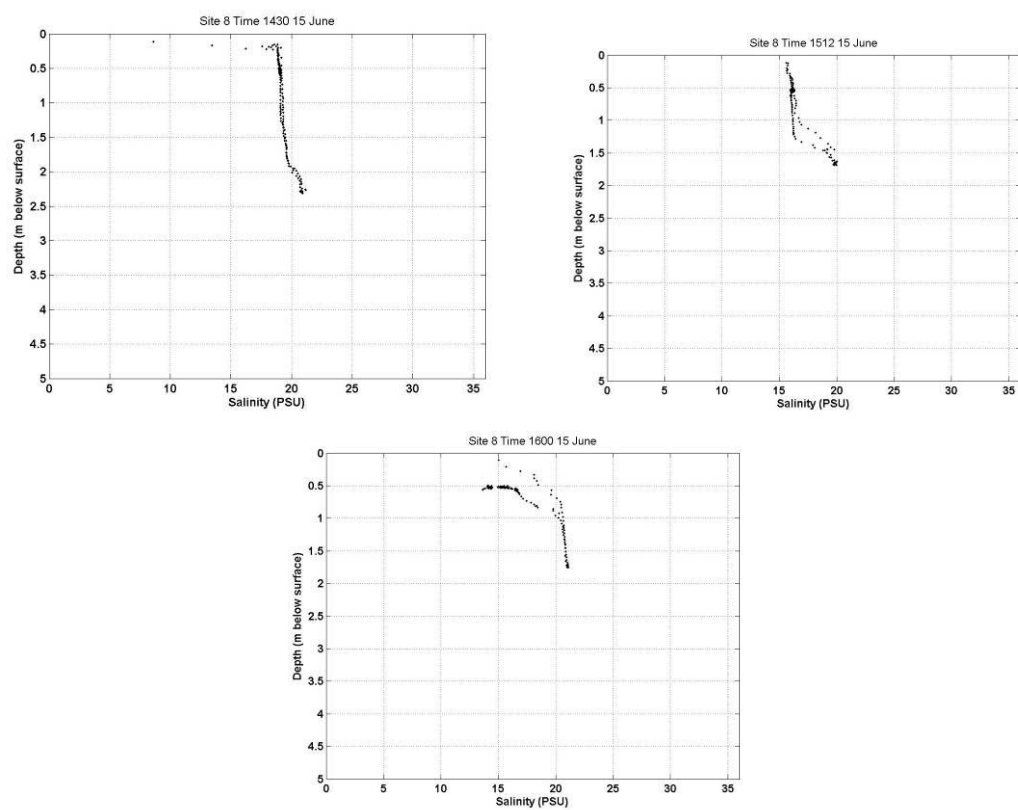 Site 8 Time 1430 15 June
0
0.5
1
1.5
2
2.5
3
3.5
4
4.5
5
Depth (m below surface)
0 5 10 15 20 25 30 35
Salinity (PSU)
Site 8 Time 1512 15 June
0
0.5
1
1.5
2
2.5
3
3.5
4
4.5
5
Depth (m below surface)
0 5 10 15 20 25 30 35
Salinity (PSU)
Site 8 Time 1600 15 June
0
0.5
1
1.5
2
2.5
3
3.5
4
4.5
5
Depth (m below surface)
0 5 10 15 20 25 30 35
Salinity (PSU)